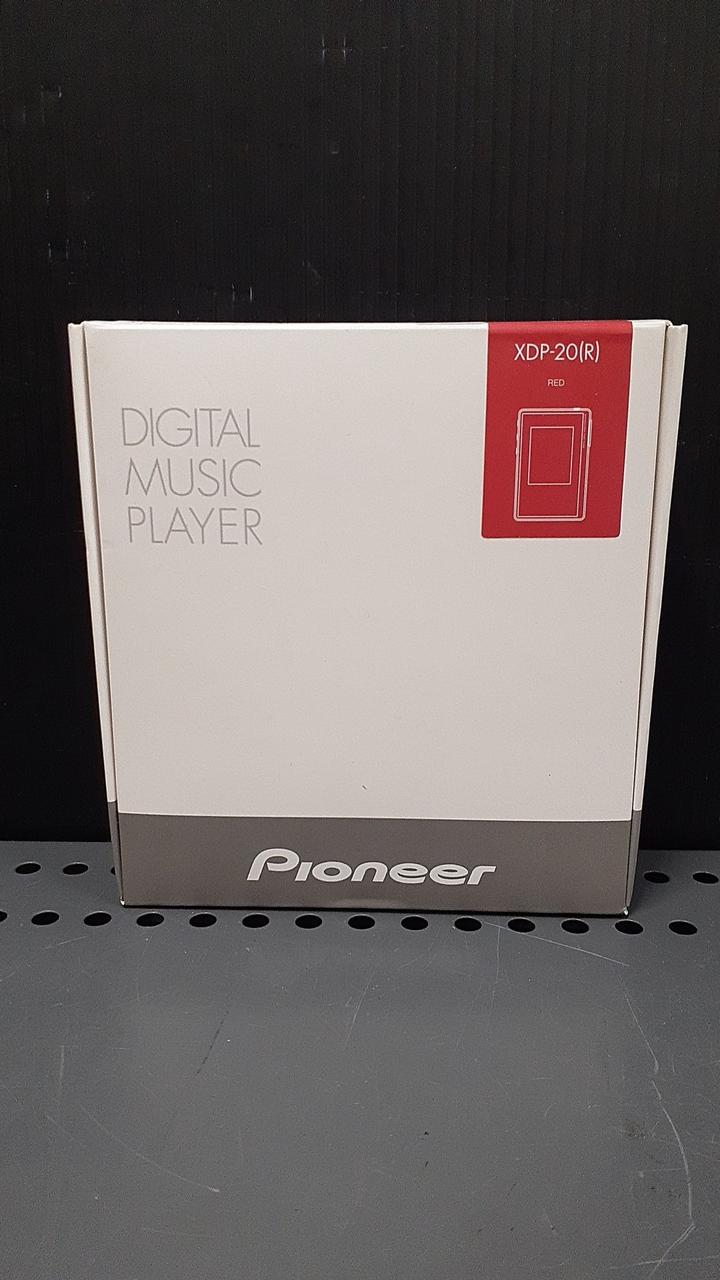 DIGITAL
MUSIC
PLAYER
XDP-20(R)
RED
Pioneer